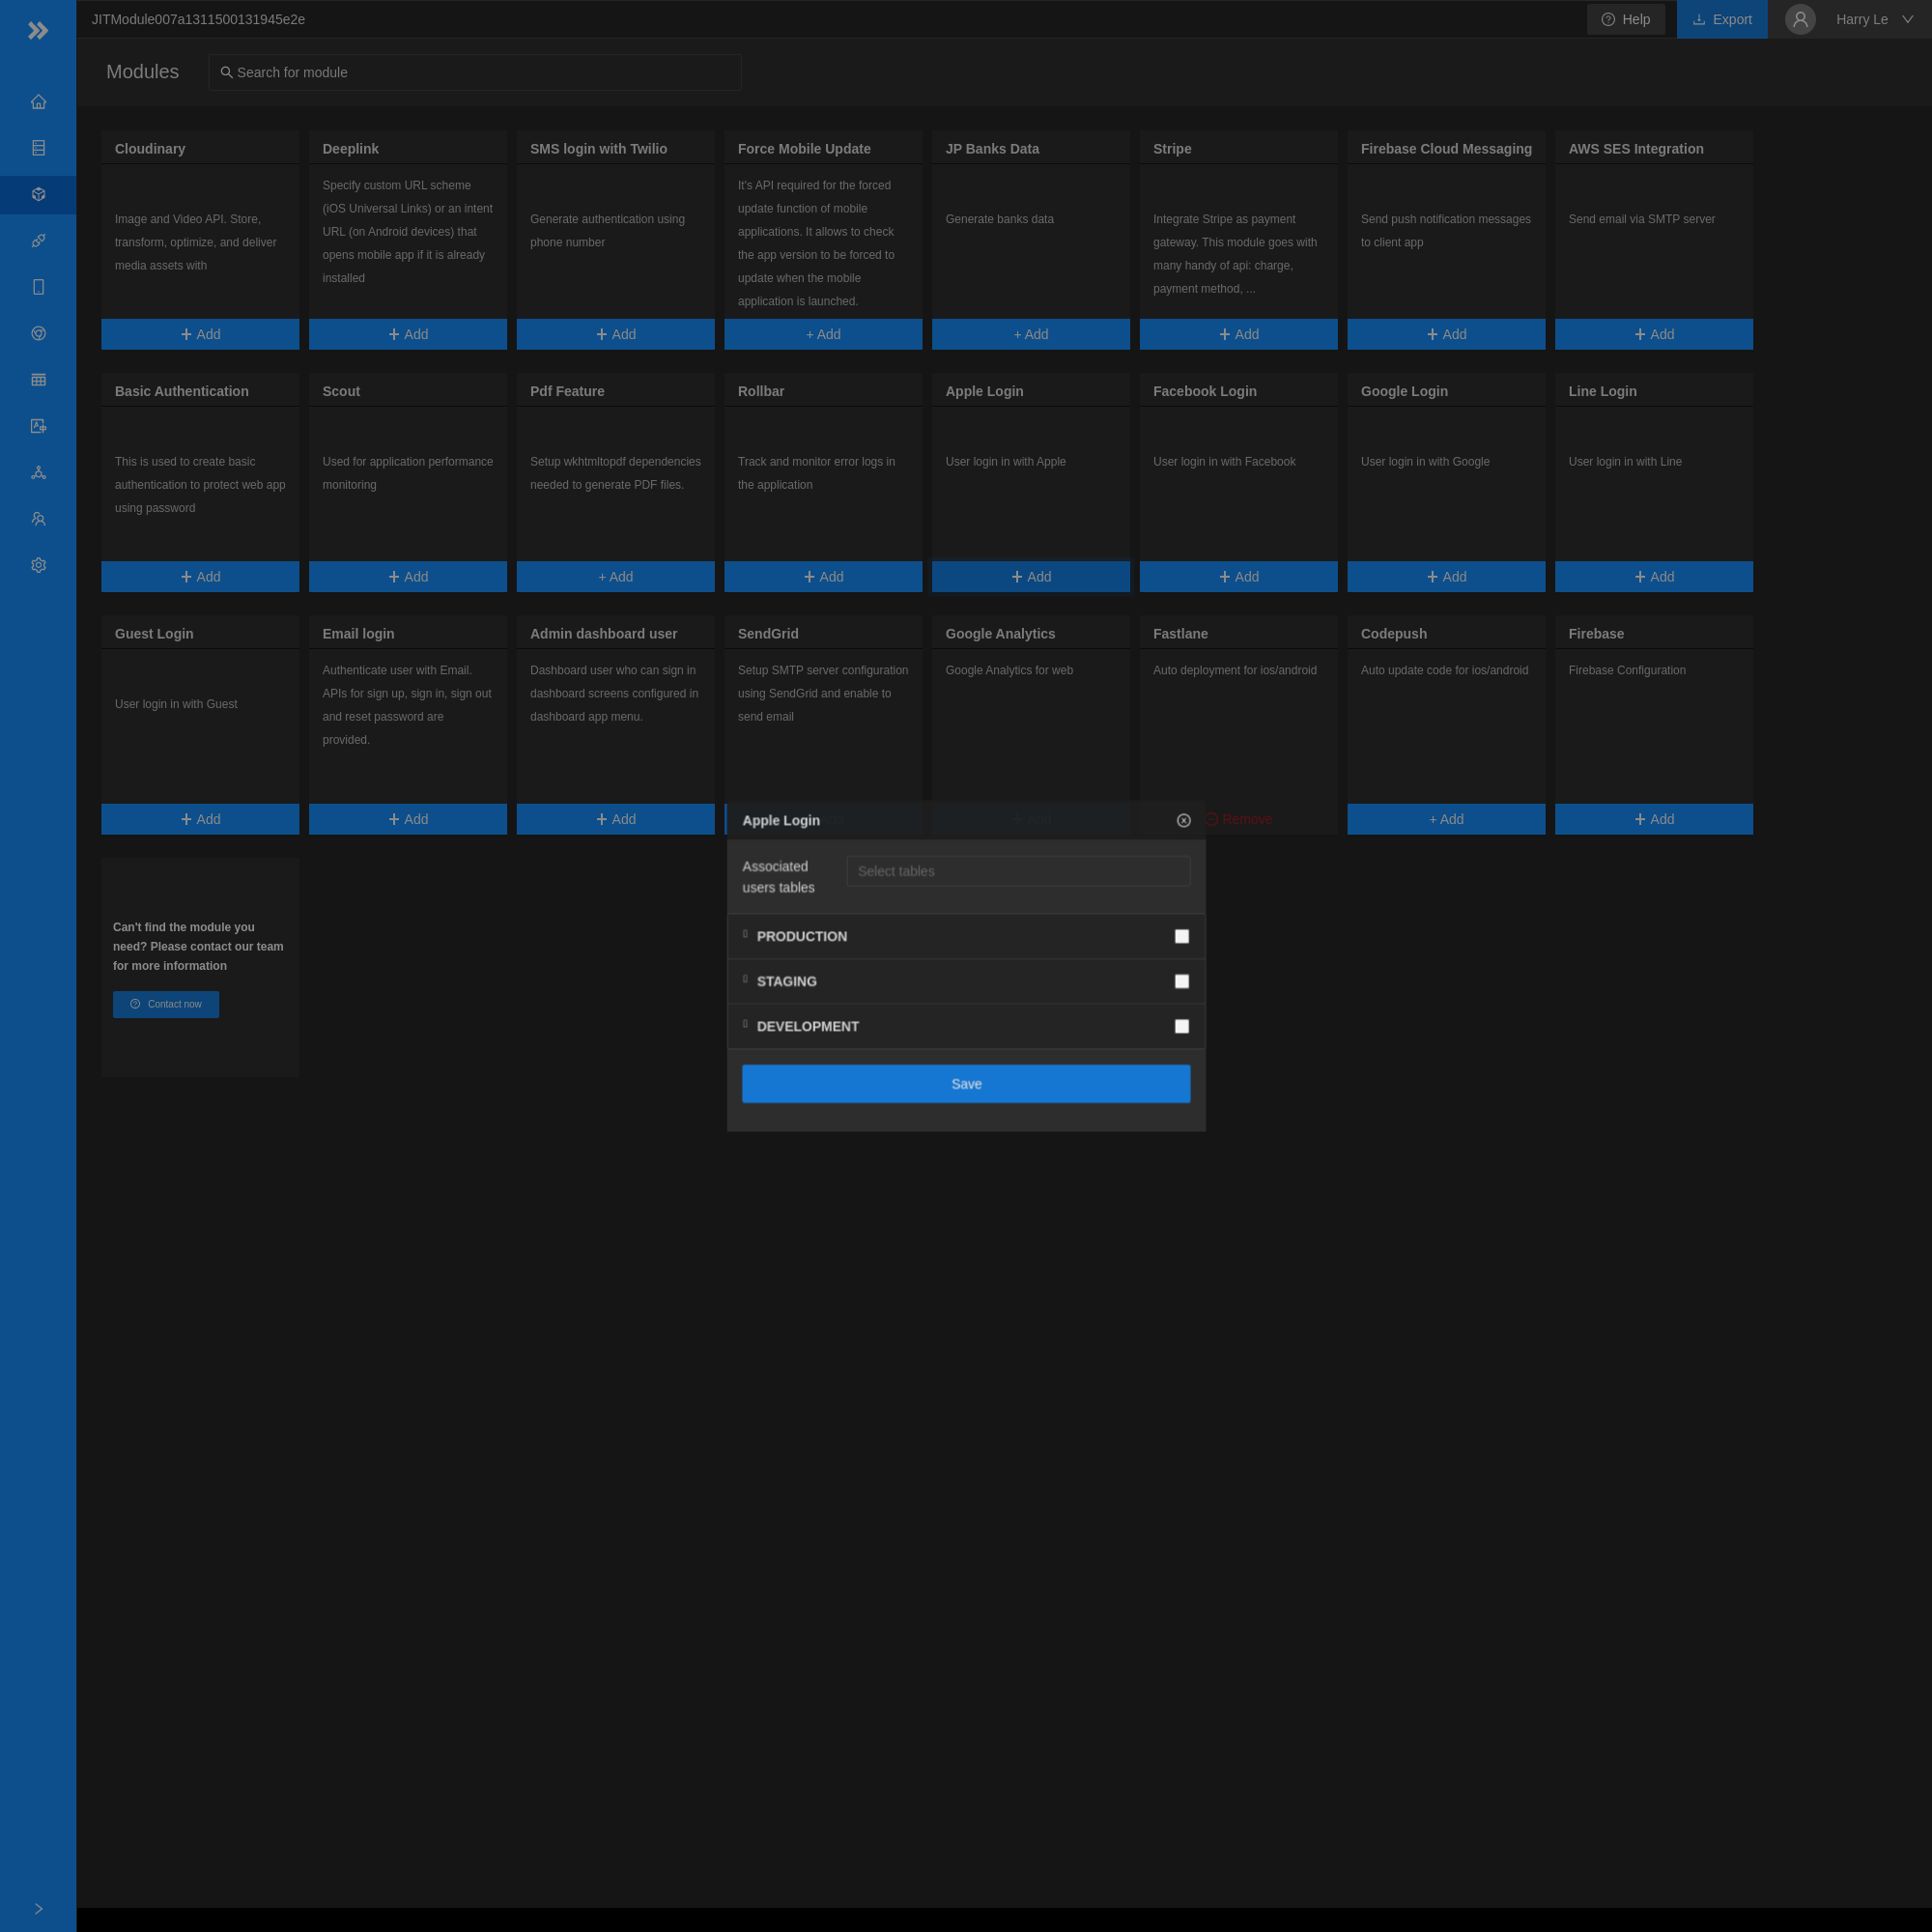 JITModule007a1311500131945e2e
Help
Export
Harry Le
Modules
Search for module
Cloudinary
Image and Video API. Store,
transform, optimize, and deliver
media assets with
Add
Deeplink
Specify custom URL scheme
(iOS Universal Links) or an intent
URL (on Android devices) that
opens mobile app if it is already
installed
Add
SMS login with Twilio
Generate authentication using
phone number
Add
Force Mobile Update
It's API required for the forced
update function of mobile
applications. It allows to check
the app version to be forced to
update when the mobile
application is launched.
+ Add
JP Banks Data
Generate banks data
+ Add
Stripe
Integrate Stripe as payment
gateway. This module goes with
many handy of api: charge,
payment method, ...
Add
Firebase Cloud Messaging
Send push notification messages
to client app
Add
AWS SES Integration
Send email via SMTP server
Add
Basic Authentication
This is used to create basic
authentication to protect web app
using password
Add
Scout
Used for application performance
monitoring
Add
Pdf Feature
Setup wkhtmltopdf dependencies
needed to generate PDF files.
+ Add
Rollbar
Track and monitor error logs in
the application
Add
Apple Login
User login in with Apple
Add
Facebook Login
User login in with Facebook
Add
Google Login
User login in with Google
Add
Line Login
User login in with Line
Add
Guest Login
User login in with Guest
Add
Email login
Authenticate user with Email.
APIs for sign up, sign in, sign out
and reset password are
provided.
Add
Admin dashboard user
Dashboard user who can sign in
dashboard screens configured in
dashboard app menu.
Add
SendGrid
Setup SMTP server configuration
using SendGrid and enable to
send email
Add
Google Analytics
Google Analytics for web
Add
Fastlane
Auto deployment for ios/android
Remove
Codepush
Auto update code for ios/android
+ Add
Firebase
Firebase Configuration
Add
Can't find the module you
need? Please contact our team
for more information
Contact now
Apple Login
Associated
users tables
Select tables
PRODUCTION
STAGING
DEVELOPMENT
Save